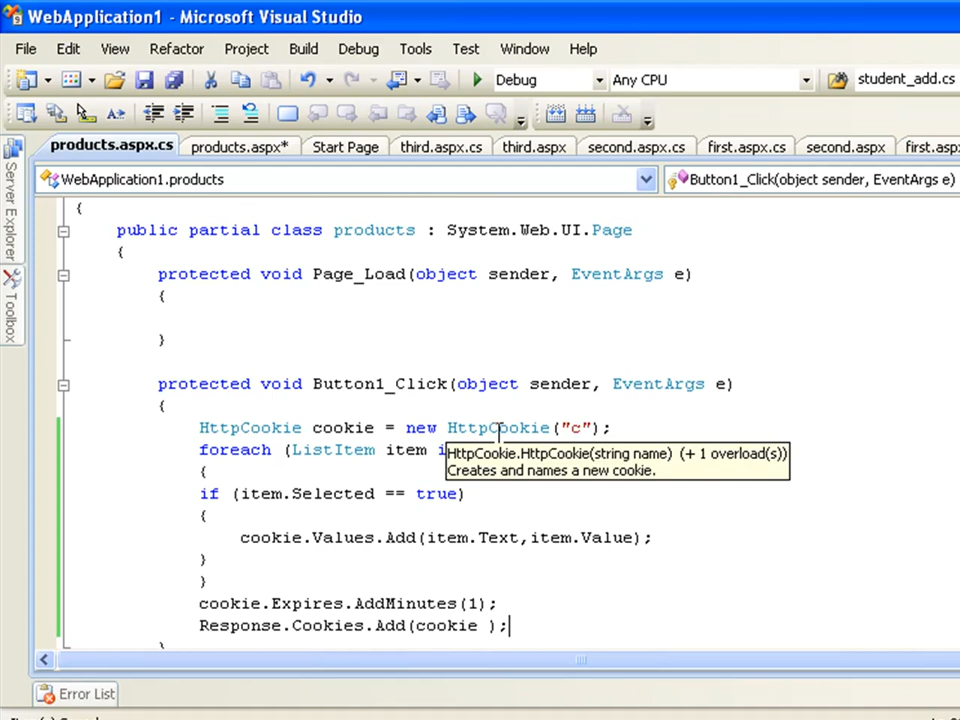 WebApplication1 - Microsoft Visual Studio
File Edit View Refactor Project Build Debug Tools Test Window Help
Debug Any CPU student_add.cs
products.aspx.cs products.aspx* Start Page third.aspx.cs third.aspx second.aspx.cs first.aspx.cs second.aspx first.asp
WebApplication1.products Button1_Click(object sender, EventArgs e)
Server Explorer
Toolbox
{
public partial class products : System.Web.UI.Page
{
protected void Page_Load(object sender, EventArgs e)
{
}
protected void Button1_Click(object sender, EventArgs e)
{
HttpCookie cookie = new HttpCookie("c");
foreach (ListItem item i
HttpCookie.HttpCookie(string name) (+ 1 overload(s))
Creates and names a new cookie.
{
if (item.Selected == true)
{
cookie.Values.Add(item.Text,item.Value);
}
}
cookie.Expires.AddMinutes(1);
Response.Cookies.Add(cookie );
}
Error List